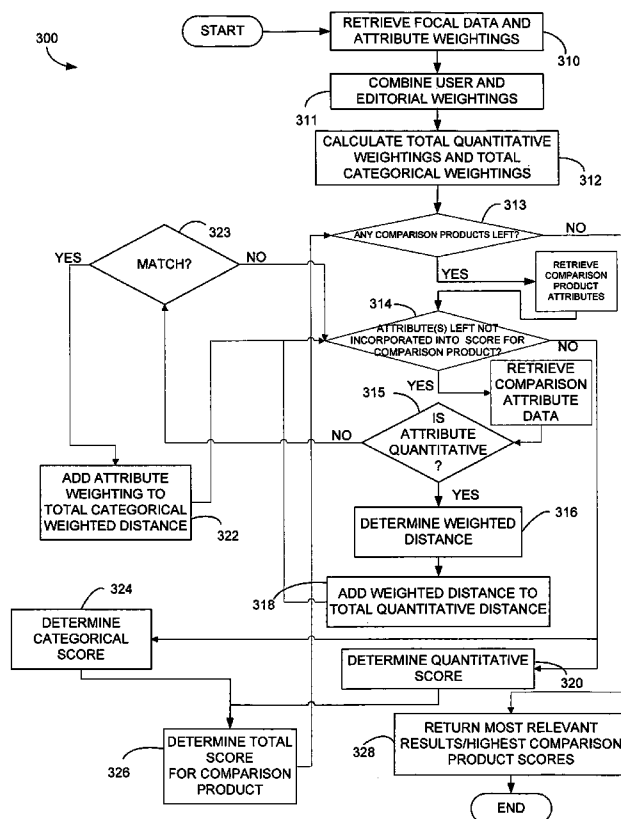 300
START
RETRIEVE FOCAL DATA AND
ATTRIBUTE WEIGHTINGS
310
COMBINE USER AND
EDITORIAL WEIGHTINGS
311
CALCULATE TOTAL QUANTITATIVE
WEIGHTINGS AND TOTAL
CATEGORICAL WEIGHTINGS
312
313
ANY COMPARISON PRODUCTS LEFT?
NO
YES
RETRIEVE
COMPARISON
PRODUCT
ATTRIBUTES
323
MATCH?
YES
NO
314
ATTRIBUTE(S) LEFT NOT
INCORPORATED INTO SCORE FOR
COMPARISON PRODUCT?
NO
YES
RETRIEVE
COMPARISON
ATTRIBUTE
DATA
315
IS
ATTRIBUTE
QUANTITATIVE
?
NO
YES
ADD ATTRIBUTE
WEIGHTING TO
TOTAL CATEGORICAL
WEIGHTED DISTANCE
322
DETERMINE WEIGHTED
DISTANCE
316
318
ADD WEIGHTED DISTANCE TO
TOTAL QUANTITATIVE DISTANCE
324
DETERMINE
CATEGORICAL
SCORE
DETERMINE QUANTITATIVE
SCORE
320
326
DETERMINE TOTAL
SCORE
FOR COMPARISON
PRODUCT
328
RETURN MOST RELEVANT
RESULTS/HIGHEST COMPARISON
PRODUCT SCORES
END